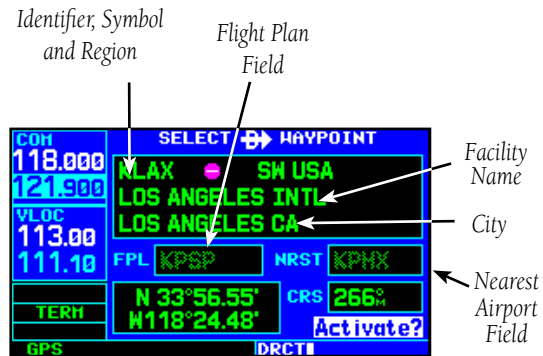 Identifier, Symbol
and Region
Flight Plan
Field
COM
118.000
121.900
VLOC
113.00
111.10
TERM
GPS
SELECT D WAYPOINT
KLAX SW USA
LOS ANGELES INTL
LOS ANGELES CA
FPL KPSP NRST KPHX
N 33°56.55'
W118°24.48'
CRS 266°M
Activate?
DRCT
Facility
Name
City
Nearest
Airport
Field